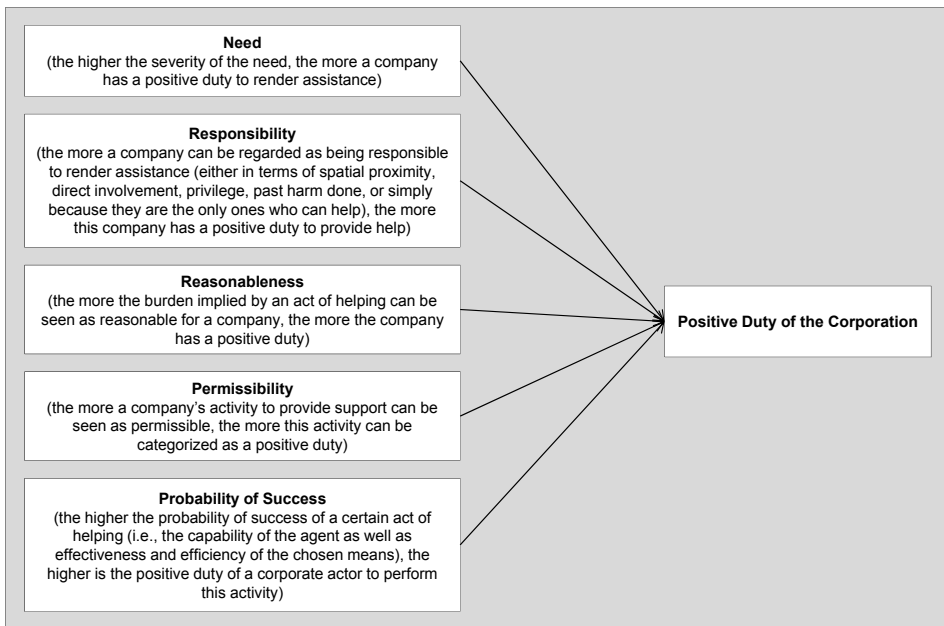 Need
(the higher the severity of the need, the more a company
has a positive duty to render assistance)
Responsibility
(the more a company can be regarded as being responsible
to render assistance (either in terms of spatial proximity,
direct involvement, privilege, past harm done, or simply
because they are the only ones who can help), the more
this company has a positive duty to provide help)
Reasonableness
(the more the burden implied by an act of helping can be
seen as reasonable for a company, the more the company
has a positive duty)
Permissibility
(the more a company’s activity to provide support can be
seen as permissible, the more this activity can be
categorized as a positive duty)
Probability of Success
(the higher the probability of success of a certain act of
helping (i.e., the capability of the agent as well as
effectiveness and efficiency of the chosen means), the
higher is the positive duty of a corporate actor to perform
this activity)
Positive Duty of the Corporation